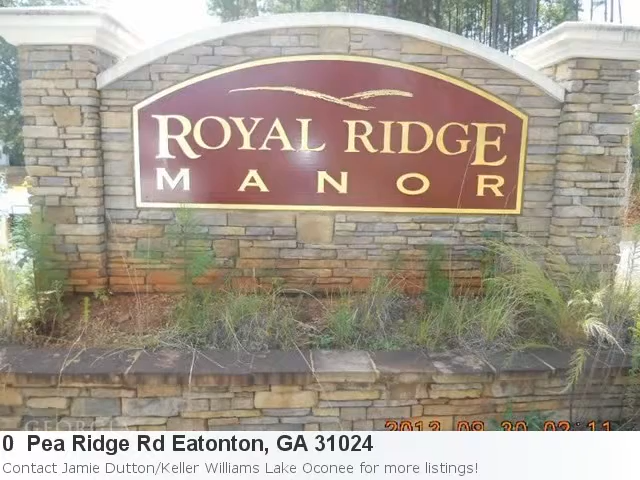 ROYAL RIDGE
MANOR
GEORGIA
2013 08 30 02 11
0 Pea Ridge Rd Eatonton, GA 31024
Contact Jamie Dutton/Keller Williams Lake Oconee for more listings!